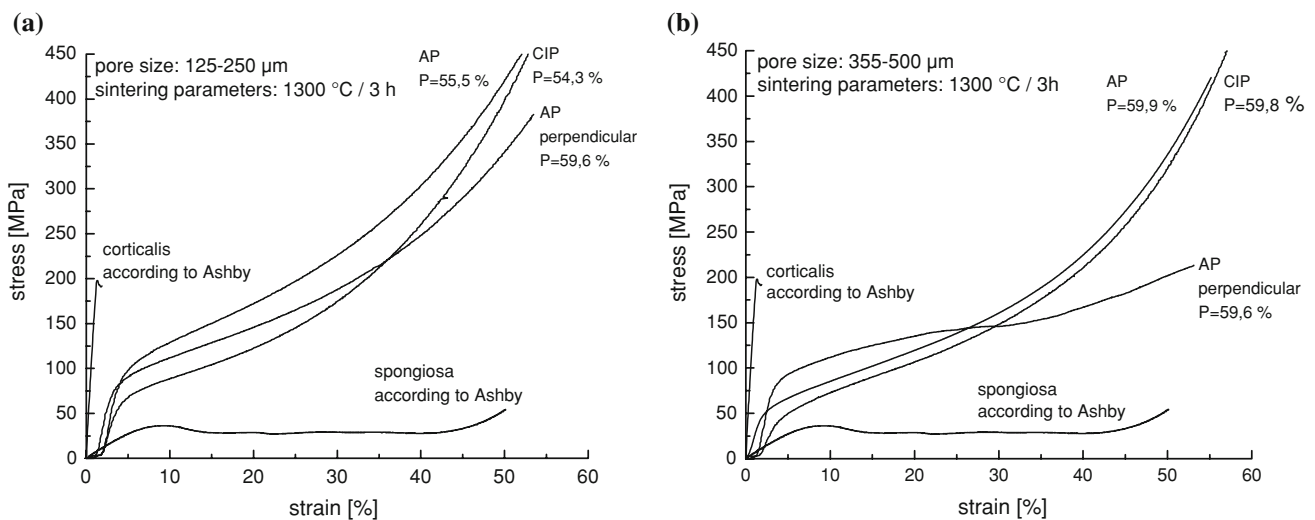 (a)
450
400
350
300
250
200
150
100
50
0
stress [MPa]
pore size: 125-250 µm
sintering parameters: 1300 °C / 3 h
AP
P=55,5 %
CIP
P=54,3 %
AP
perpendicular
P=59,6 %
corticalis
according to Ashby
spongiosa
according to Ashby
0 10 20 30 40 50 60
strain [%]
(b)
450
400
350
300
250
200
150
100
50
0
stress [MPa]
pore size: 355-500 µm
sintering parameters: 1300 °C / 3h
AP
P=59,9 %
CIP
P=59,8 %
corticalis
according to Ashby
AP
perpendicular
P=59,6 %
spongiosa
according to Ashby
0 10 20 30 40 50 60
strain [%]